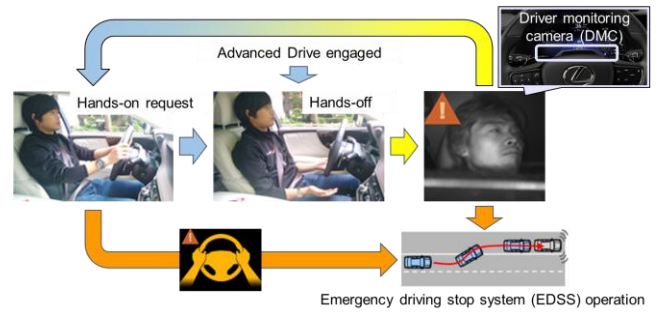 Driver monitoring
camera (DMC)
Advanced Drive engaged
Hands-on request
Hands-off
Emergency driving stop system (EDSS) operation